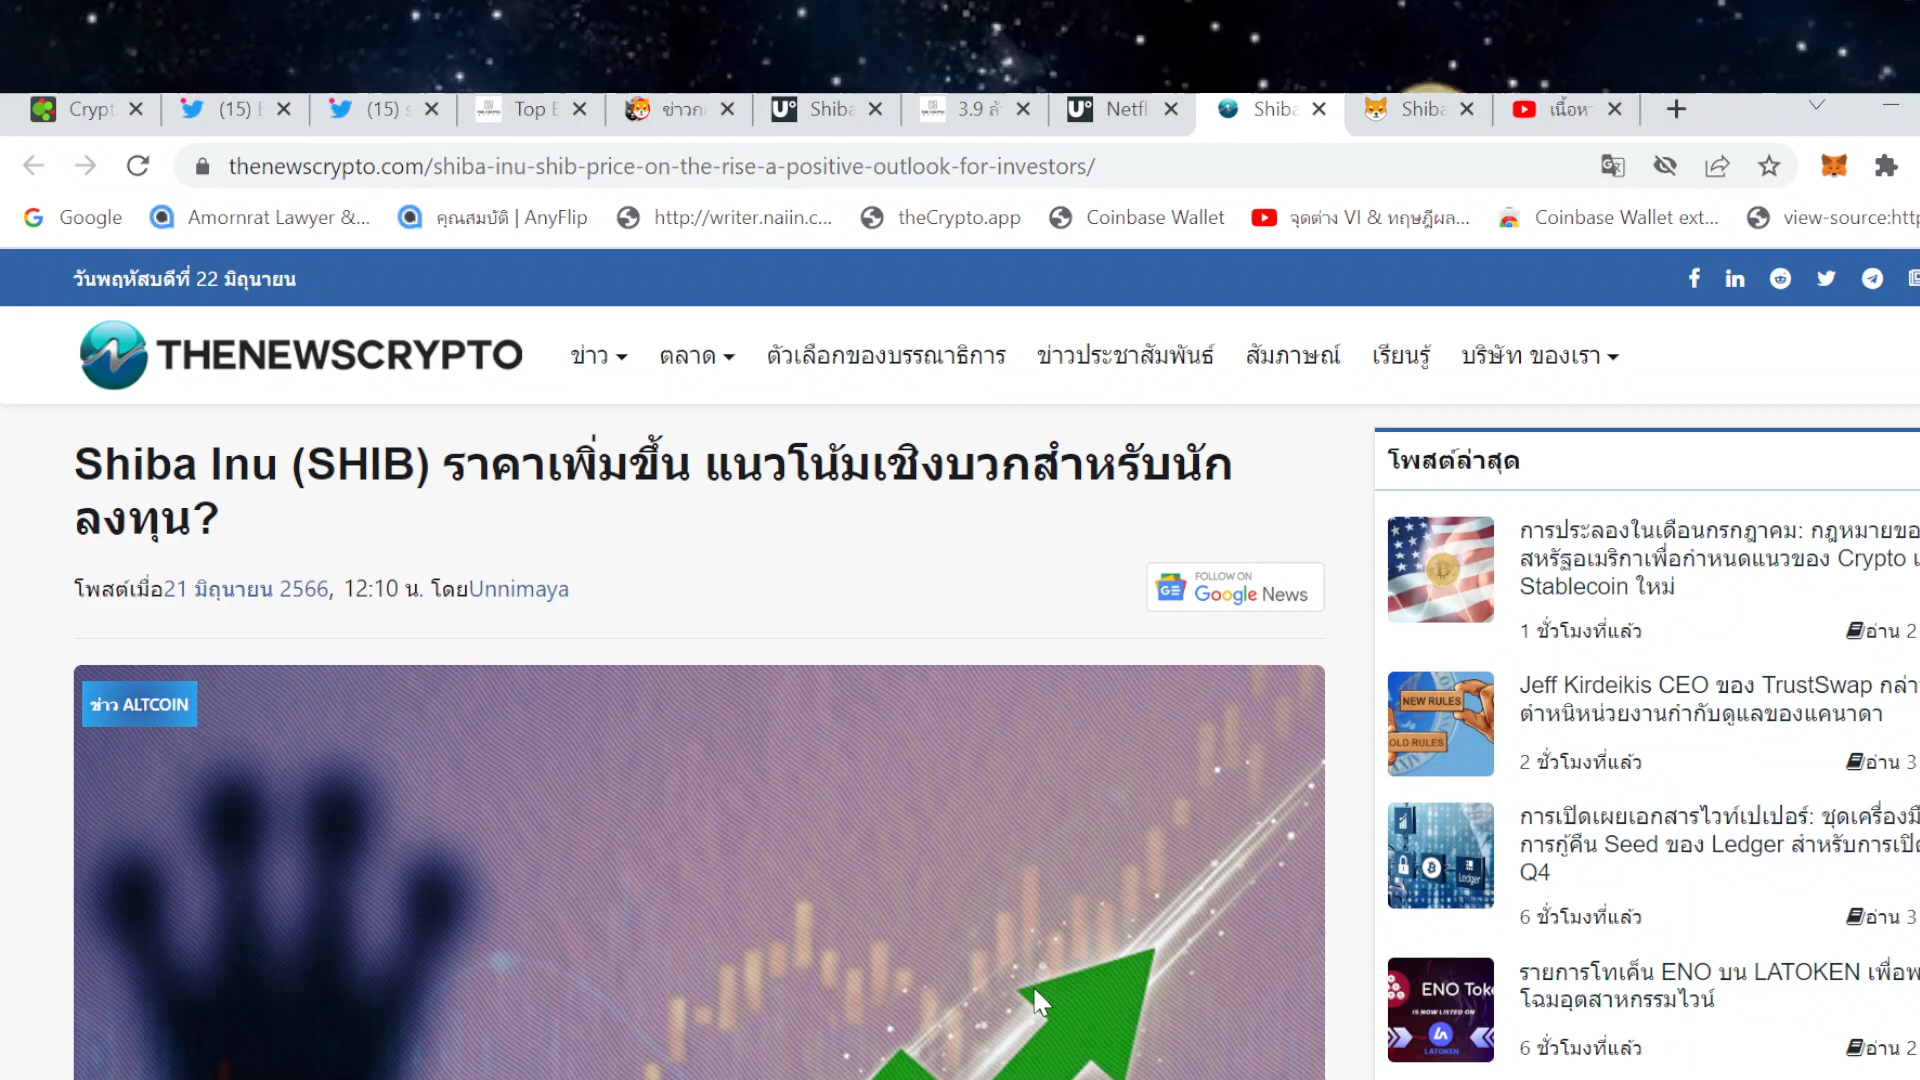 Crypt
(15)
(15) s
Top E
ข่าวก
Shiba
3.9 ล้
Netfl
Shiba
Shiba
เนื้อห
thenewscrypto.com/shiba-inu-shib-price-on-the-rise-a-positive-outlook-for-investors/
Google
Amornrat Lawyer &...
คุณสมบัติ | AnyFlip
http://writer.naiin.c...
theCrypto.app
Coinbase Wallet
จุดต่าง VI & ทฤษฎีผล...
Coinbase Wallet ext...
view-source:http
วันพฤหัสบดีที่ 22 มิถุนายน
THENEWSCRYPTO
ข่าว
ตลาด
ตัวเลือกของบรรณาธิการ
ข่าวประชาสัมพันธ์
สัมภาษณ์
เรียนรู้
บริษัท ของเรา
Shiba Inu (SHIB) ราคาเพิ่มขึ้น แนวโน้มเชิงบวกสำหรับนัก
ลงทุน?
โพสต์เมื่อ21 มิถุนายน 2566, 12:10 น. โดยUnnimaya
FOLLOW ON
Google News
ข่าว ALTCOIN
โพสต์ล่าสุด
การประลองในเดือนกรกฎาคม: กฎหมายของ
สหรัฐอเมริกาเพื่อกำหนดแนวของ Crypto แ
Stablecoin ใหม่
1 ชั่วโมงที่แล้ว
อ่าน 2
NEW RULES
OLD RULES
Jeff Kirdeikis CEO ของ TrustSwap กล่า
ตำหนิหน่วยงานกำกับดูแลของแคนาดา
2 ชั่วโมงที่แล้ว
อ่าน 3
Ledger
การเปิดเผยเอกสารไวท์เปเปอร์: ชุดเครื่องมื
การกู้คืน Seed ของ Ledger สำหรับการเปิด
Q4
6 ชั่วโมงที่แล้ว
อ่าน 3
ENO Toke
IS NOW LISTED ON
LATOKEN
รายการโทเค็น ENO บน LATOKEN เพื่อพ
โฉมอุตสาหกรรมไวน์
6 ชั่วโมงที่แล้ว
อ่าน 2